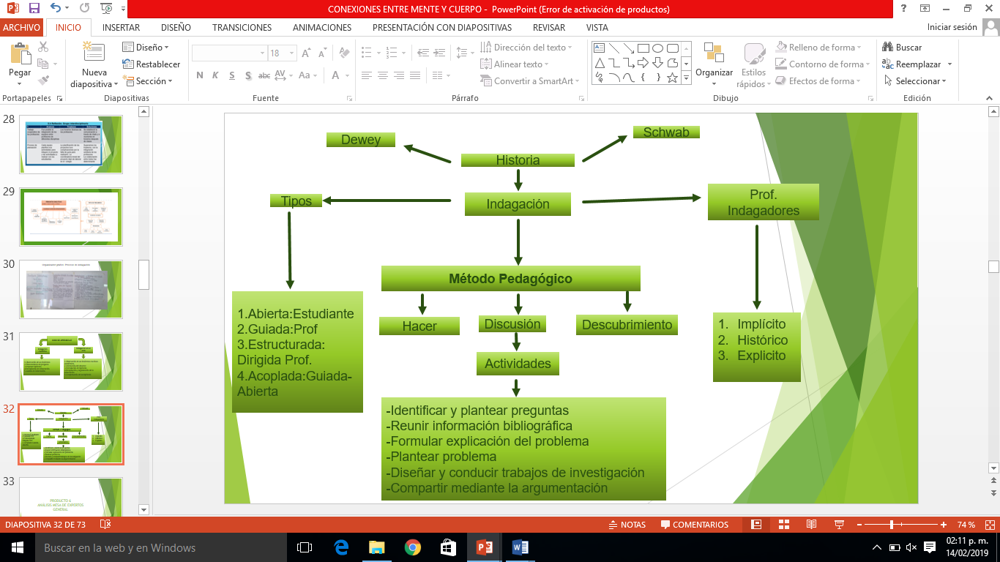 CONEXIONES ENTRE MENTE Y CUERPO - PowerPoint (Error de activación de productos)
ARCHIVO INICIO INSERTAR DISEÑO TRANSICIONES ANIMACIONES PRESENTACIÓN CON DIAPOSITIVAS REVISAR VISTA Iniciar sesión
Pegar
Nueva diapositiva
Diseño
Restablecer
Sección
18
N K S S abc AV Aa A
Dirección del texto
Alinear texto
Convertir a SmartArt
Organizar
Estilos rápidos
Relleno de forma
Contorno de forma
Efectos de forma
Buscar
Reemplazar
Seleccionar
Portapapeles Diapositivas Fuente Párrafo Dibujo Edición
28
29
30
31
32
33
PRODUCTO 6
ANÁLISIS MESA DE EXPERTOS
GENERAL
Dewey
Schwab
Historia
Tipos
Indagación
Prof.
Indagadores
Método Pedagógico
Hacer
Discusión
Descubrimiento
Actividades
1.Abierta:Estudiante
2.Guiada:Prof
3.Estructurada:
Dirigida Prof.
4.Acoplada:Guiada-
Abierta
1. Implícito
2. Histórico
3. Explicito
-Identificar y plantear preguntas
-Reunir información bibliográfica
-Formular explicación del problema
-Plantear problema
-Diseñar y conducir trabajos de investigación
-Compartir mediante la argumentación
DIAPOSITIVA 32 DE 73
NOTAS
COMENTARIOS
74 %
Buscar en la web y en Windows
02:11 p. m.
14/02/2019